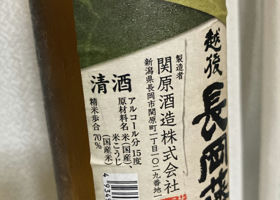 越後
長岡藩
製造者
関原酒造株式会社
新潟県長岡市関原町一丁目一〇二九番地
清酒
アルコール分15度
原材料名 米(国産)
米こうじ
(国産米)
精米歩合 70%